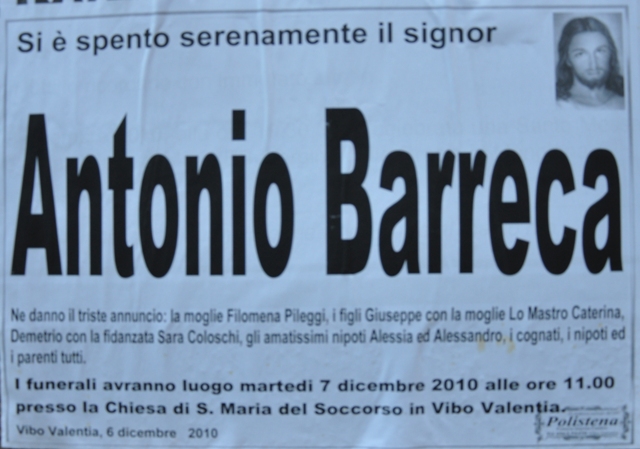 Si è spento serenamente il signor
Antonio Barreca
Ne danno il triste annuncio: la moglie Filomena Pileggi, i figli Giuseppe con la moglie Lo Mastro Caterina,
Demetrio con la fidanzata Sara Coloschi, gli amatissimi nipoti Alessia ed Alessandro, i cognati, i nipoti ed
i parenti tutti.
I funerali avranno luogo martedi 7 dicembre 2010 alle ore 11.00
presso la Chiesa di S. Maria del Soccorso in Vibo Valentia.
Polistena
Vibo Valentia, 6 dicembre 2010